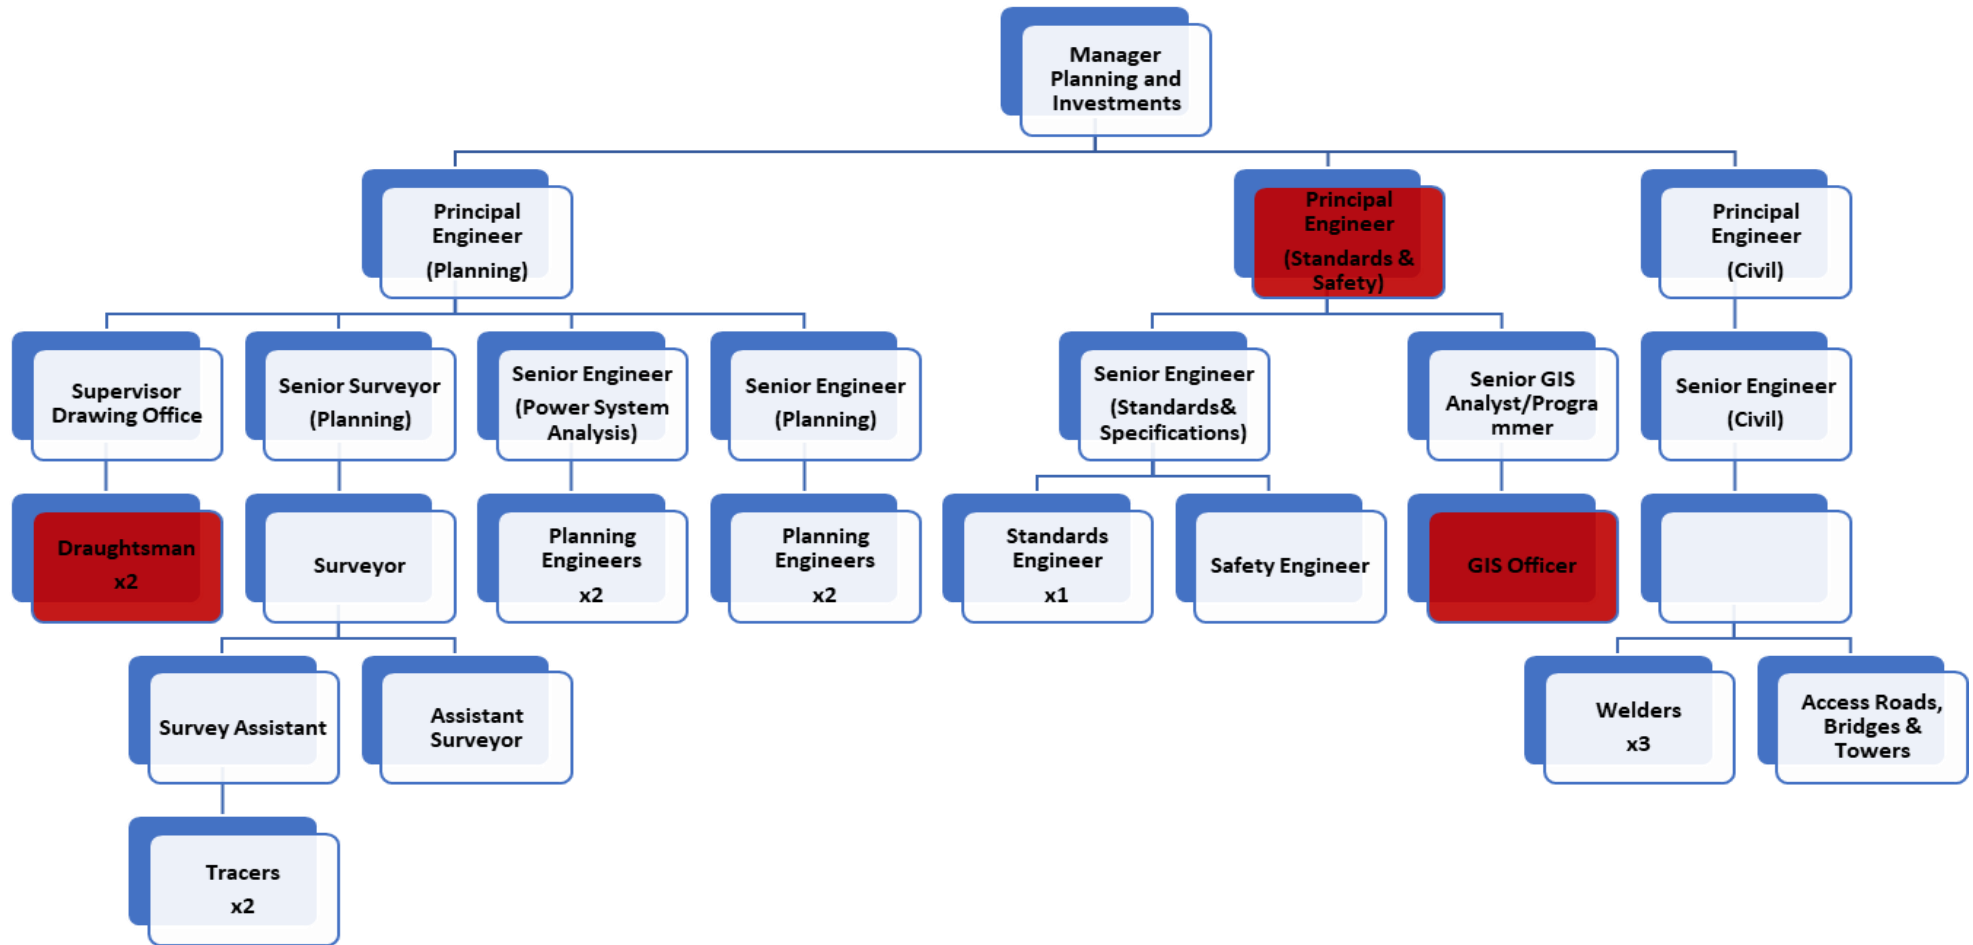 Manager
Planning and
Investments
Principal
Engineer
(Planning)
Principal
Engineer
(Standards &
Safety)
Principal
Engineer
(Civil)
Supervisor
Drawing Office
Senior Surveyor
(Planning)
Senior Engineer
(Power System
Analysis)
Senior Engineer
(Planning)
Senior Engineer
(Standards&
Specifications)
Senior GIS
Analyst/Progra
mmer
Senior Engineer
(Civil)
Draughtsman
x2
Surveyor
Planning
Engineers
x2
Planning
Engineers
x2
Standards
Engineer
x1
Safety Engineer
GIS Officer
Survey Assistant
Assistant
Surveyor
Welders
x3
Access Roads,
Bridges &
Towers
Tracers
x2